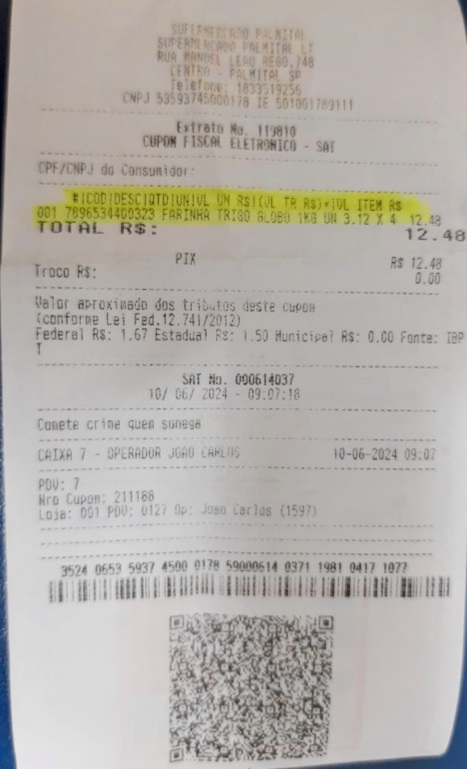 SUPERMERCADO PALMITAL
SUPERMERCADO PALMITAL LT
RUA MANOEL LEAO REGO,748
CENTRO - PALMITAL SP
Telefone: 1833519256
CNPJ 53593745000178 IE 501001789111
Extrato No. 119810
CUPOM FISCAL ELETRONICO - SAT
CPF/CNPJ do Consumidor:
#|COD|DESC|QTD|UN|VL UN R$|(VL TR R$)*|VL ITEM R$
001 7896534400323 FARINHA TRIGO GLOBO 1KG UN 3.12 X 4 12.48
TOTAL R$: 12.48
PIX R$ 12.48
Troco R$: 0.00
Valor aproximado dos tributos deste cupom
(conforme Lei Fed.12.741/2012)
Federal R$: 1.67 Estadual R$: 1.50 Municipal R$: 0.00 Fonte: IBP
T
SAT No. 000614037
10/ 06/ 2024 - 09:07:18
Comete crime quem sonega
CAIXA 7 - OPERADOR JOAO CARLOS 10-06-2024 09:07
PDV: 7
Nro Cupom: 211188
Loja: 001 PDV: 0127 Op: Joao Carlos (1597)
3524 0653 5937 4500 0178 5900 0614 0371 1981 0417 1077